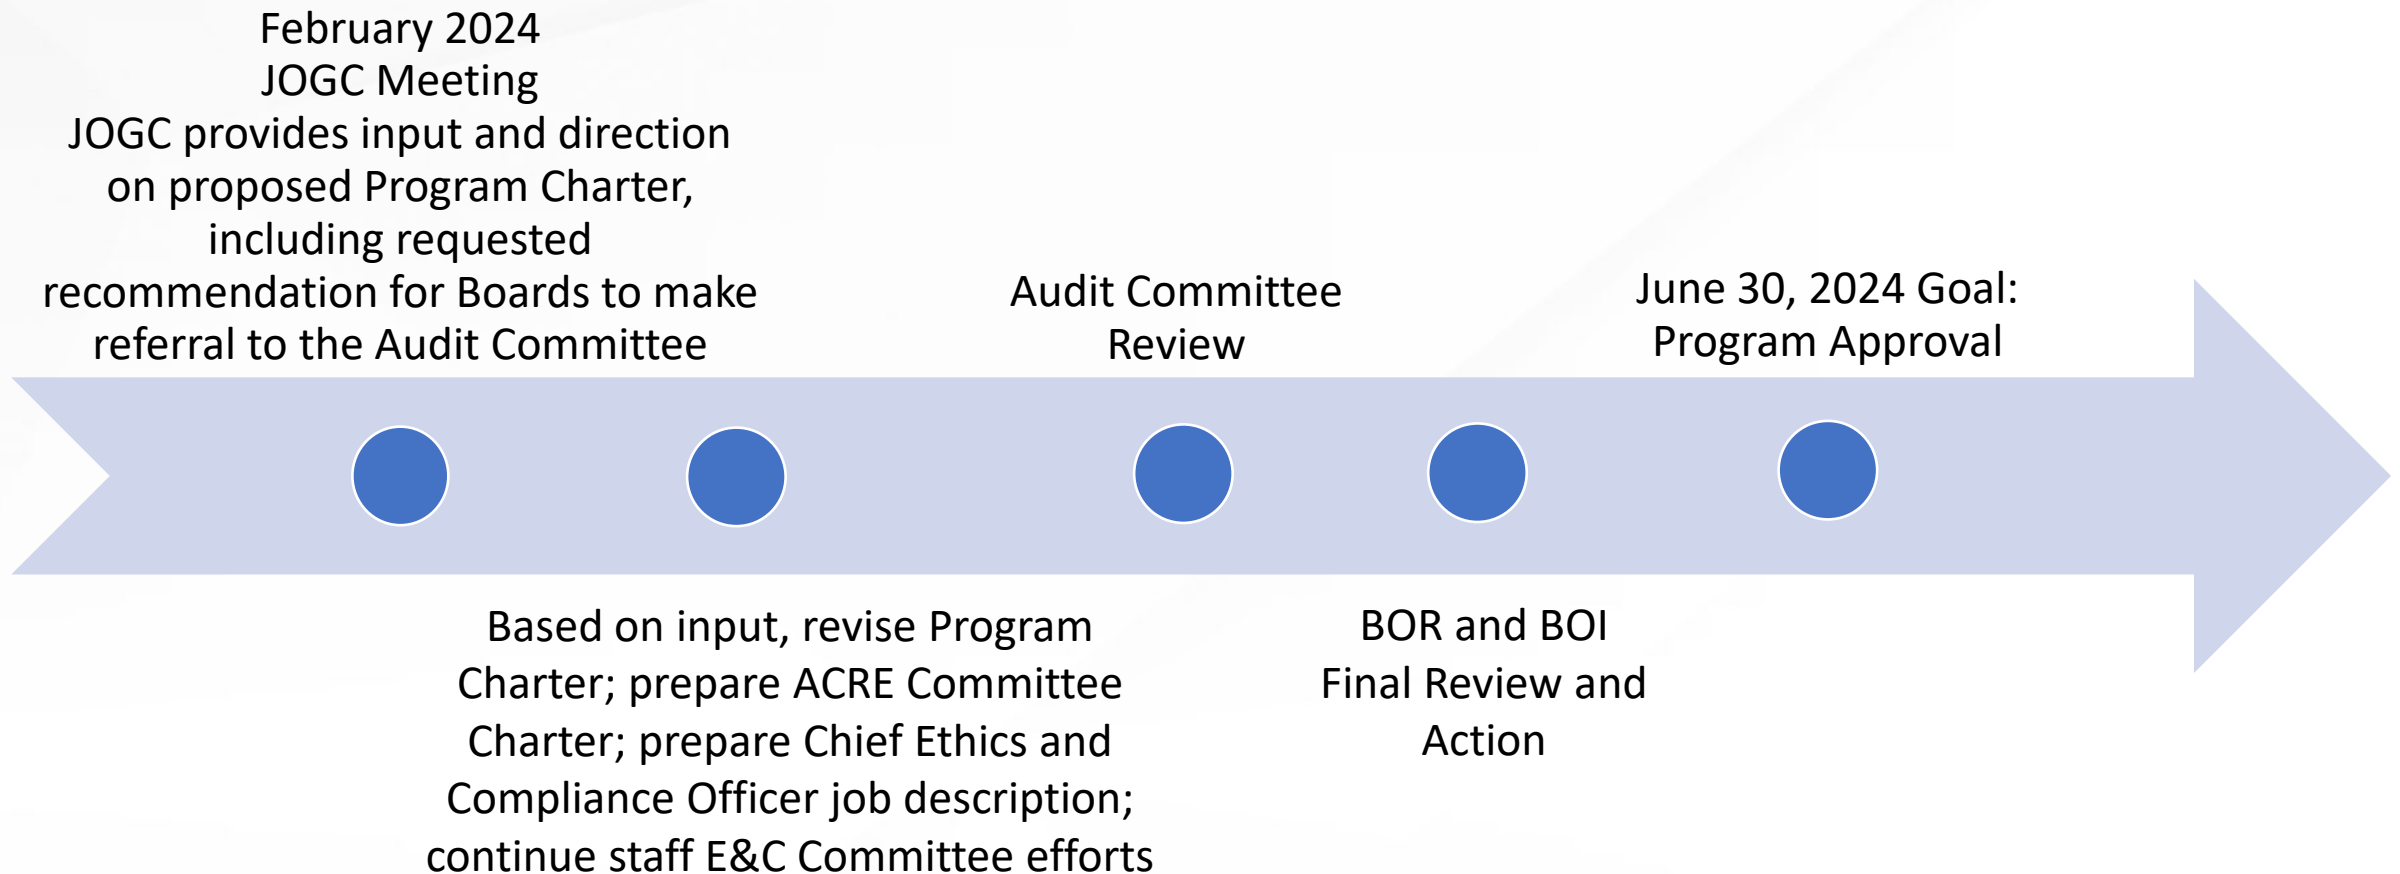 February 2024
JOGC Meeting
JOGC provides input and direction
on proposed Program Charter,
including requested
recommendation for Boards to make
referral to the Audit Committee
Based on input, revise Program
Charter; prepare ACRE Committee
Charter; prepare Chief Ethics and
Compliance Officer job description;
continue staff E&C Committee efforts
Audit Committee
Review
BOR and BOI
Final Review and
Action
June 30, 2024 Goal:
Program Approval